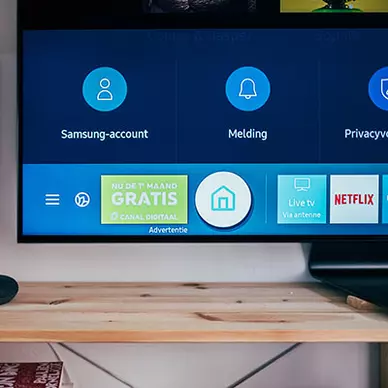 Samsung-account
Melding
Privacyv
NU DE 1e MAAND
GRATIS
CANAL DIGITAAL
Advertentie
Live tv
Via antenne
NETFLIX